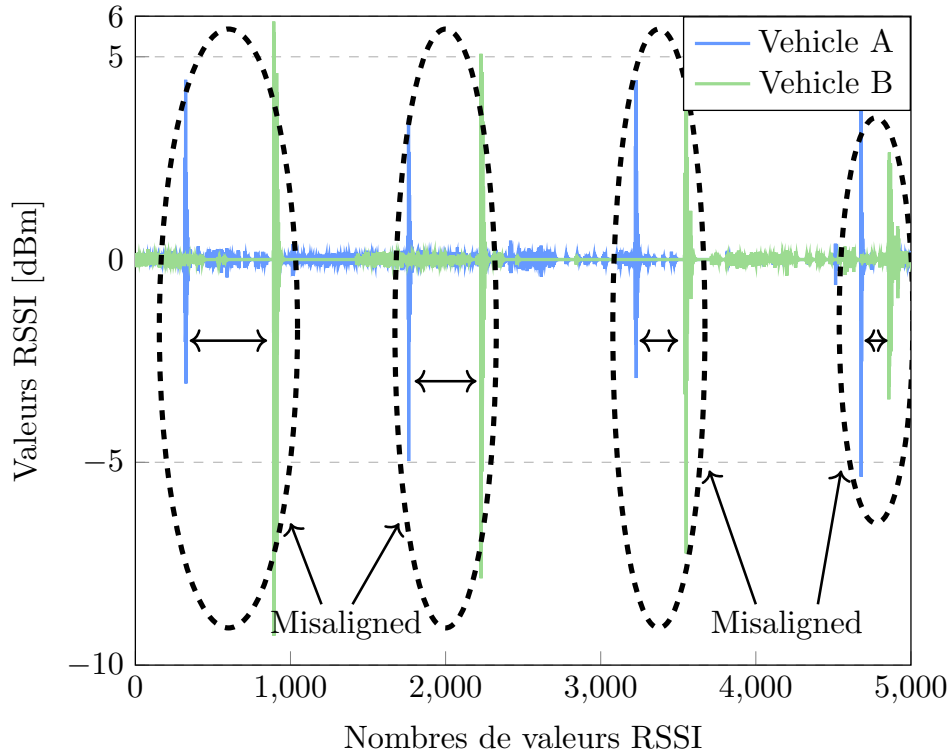 6
5
0
−5
−10
Valeurs RSSI [dBm]
Vehicle A
Vehicle B
Misaligned
Misaligned
0
1,000
2,000
3,000
4,000
5,000
Nombres de valeurs RSSI